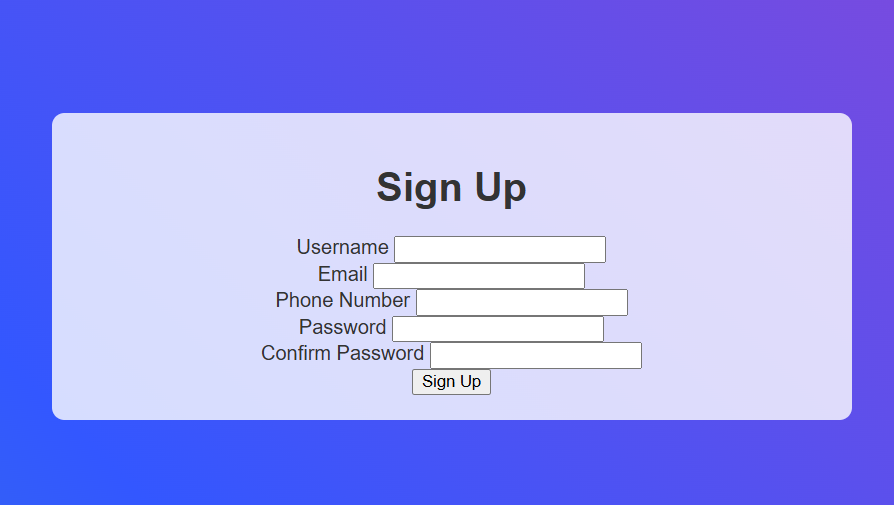 Sign Up
Username
Email
Phone Number
Password
Confirm Password
Sign Up